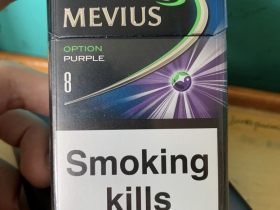 MEVIUS
OPTION
PURPLE
8
Smoking
kills